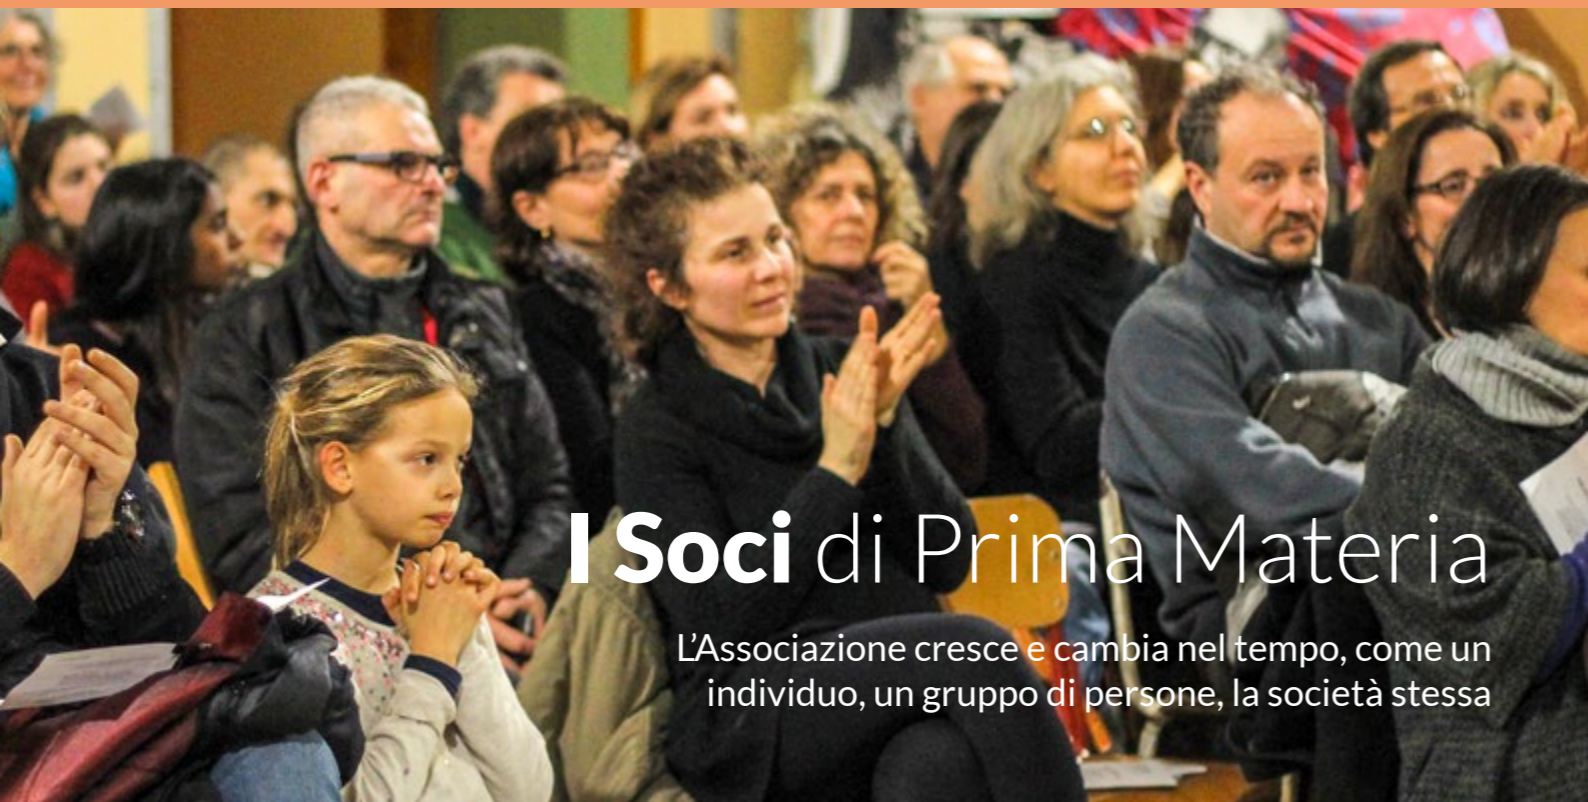 I Soci di Prima Materia
L'Associazione cresce e cambia nel tempo, come un
individuo, un gruppo di persone, la società stessa